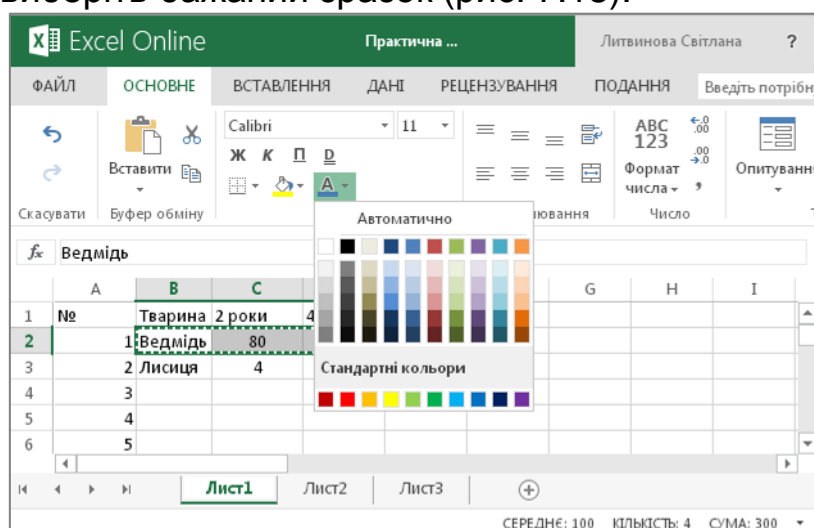 виберіть бажаний зразок (рис. 7.18).
Excel Online Практична ... Литвинова Світлана ?
ФАЙЛ ОСНОВНЕ ВСТАВЛЕННЯ ДАНІ РЕЦЕНЗУВАННЯ ПОДАННЯ Введіть потрібн
Calibri 11 ABC 123
Ж К П D
Вставити Формат числа Опитуванн
Скасувати Буфер обміну ювання Число
Автоматично
fx Ведмідь
A B C G H I
1 № Тварина 2 роки 4
2 1 Ведмідь 80
3 2 Лисиця 4
Стандартні кольори
4 3
5 4
6 5
Лист1 Лист2 Лист3
СЕРЕДНЄ: 100 КІЛЬКІСТЬ: 4 СУМА: 300